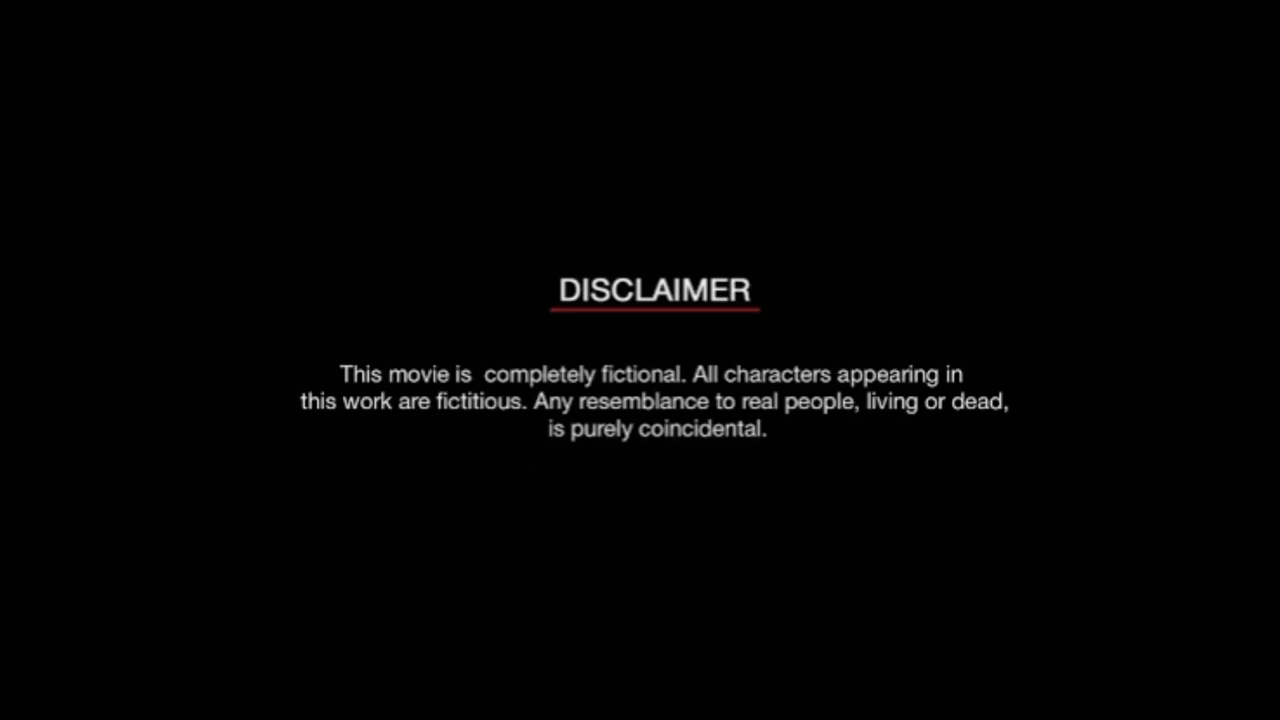 DISCLAIMER
This movie is  completely fictional. All characters appearing in
this work are fictitious. Any resemblance to real people, living or dead,
is purely coincidental.